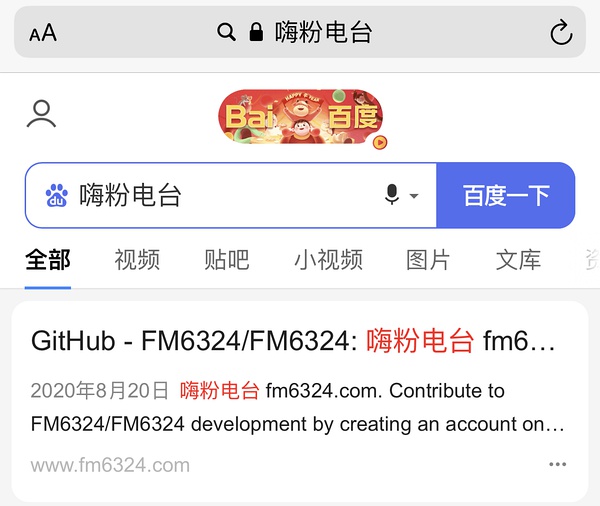 AA 嗨粉电台
HAPPY 牛 YEAR
Bai 百度
du 嗨粉电台 百度一下
全部 视频 贴吧 小视频 图片 文库 资
GitHub - FM6324/FM6324: 嗨粉电台 fm6…
2020年8月20日 嗨粉电台 fm6324.com. Contribute to
FM6324/FM6324 development by creating an account on…
www.fm6324.com